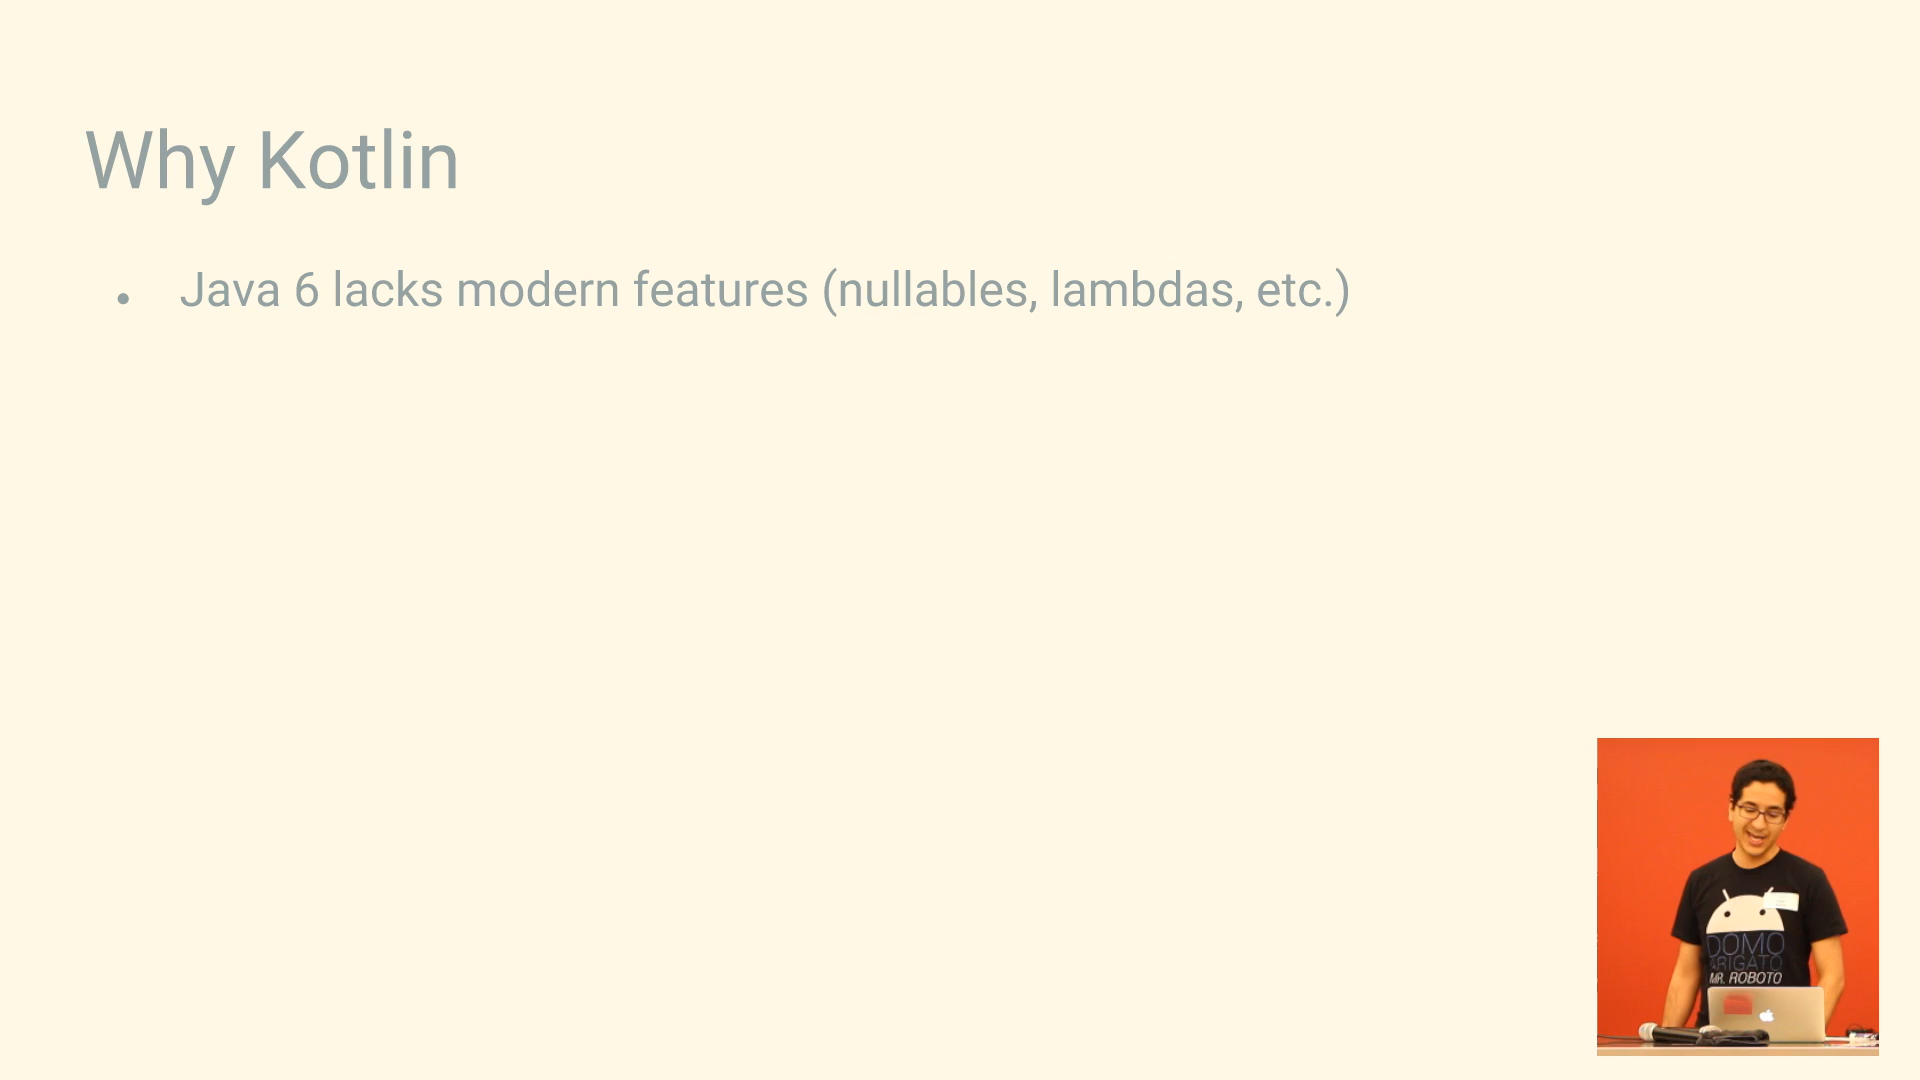 Why Kotlin
• Java 6 lacks modern features (nullables, lambdas, etc.)
DOMO
ARIGATO
MR. ROBOTO